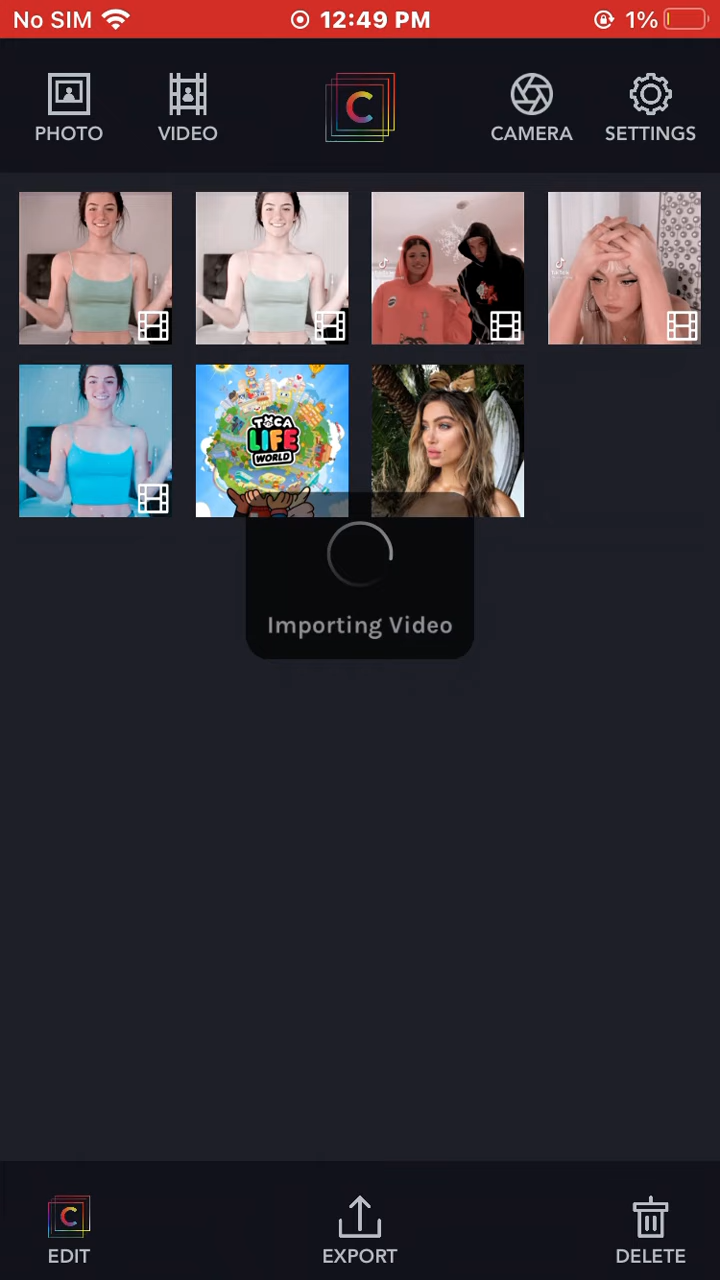 No SIM 12:49 PM 1%
PHOTO VIDEO C CAMERA SETTINGS
TOCA
LIFE
WORLD
Importing Video
C
EDIT EXPORT DELETE